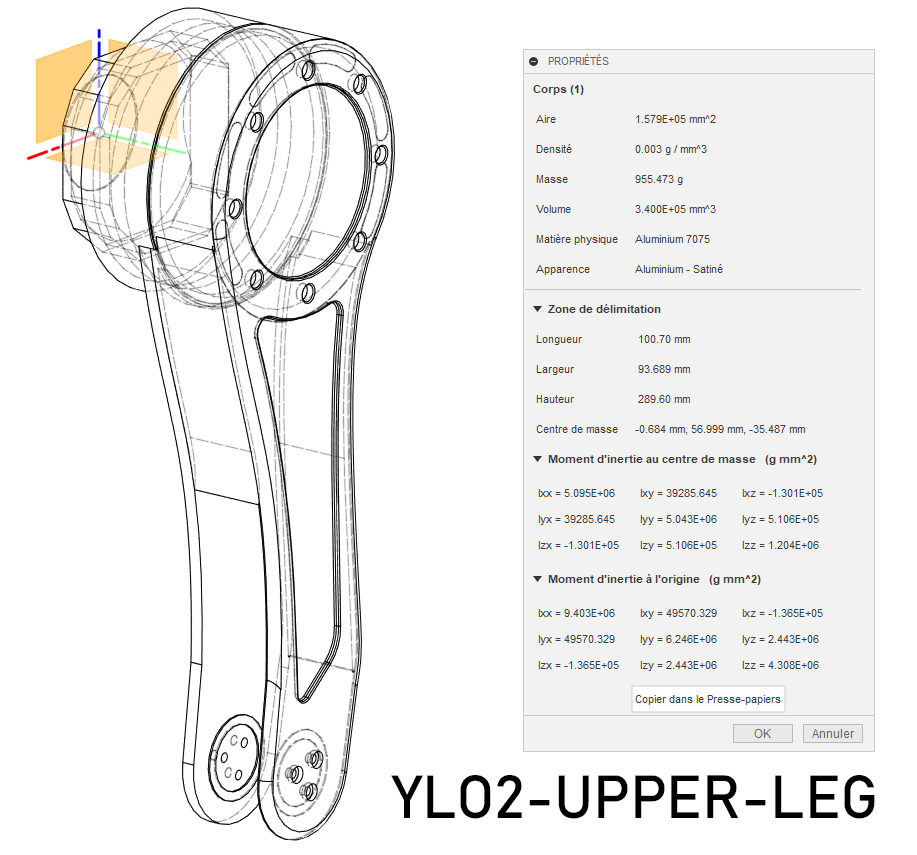 PROPRIÉTÉS
Corps (1)
Aire 1.579E+05 mm^2
Densité 0.003 g / mm^3
Masse 955.473 g
Volume 3.400E+05 mm^3
Matière physique Aluminium 7075
Apparence Aluminium - Satiné
Zone de délimitation
Longueur 100.70 mm
Largeur 93.689 mm
Hauteur 289.60 mm
Centre de masse -0.684 mm, 56.999 mm, -35.487 mm
Moment d'inertie au centre de masse (g mm^2)
Ixx = 5.095E+06 Ixy = 39285.645 Ixz = -1.301E+05
Iyx = 39285.645 Iyy = 5.043E+06 Iyz = 5.106E+05
Izx = -1.301E+05 Izy = 5.106E+05 Izz = 1.204E+06
Moment d'inertie à l'origine (g mm^2)
Ixx = 9.403E+06 Ixy = 49570.329 Ixz = -1.365E+05
Iyx = 49570.329 Iyy = 6.246E+06 Iyz = 2.443E+06
Izx = -1.365E+05 Izy = 2.443E+06 Izz = 4.308E+06
Copier dans le Presse-papiers
OK Annuler
YLO2-UPPER-LEG